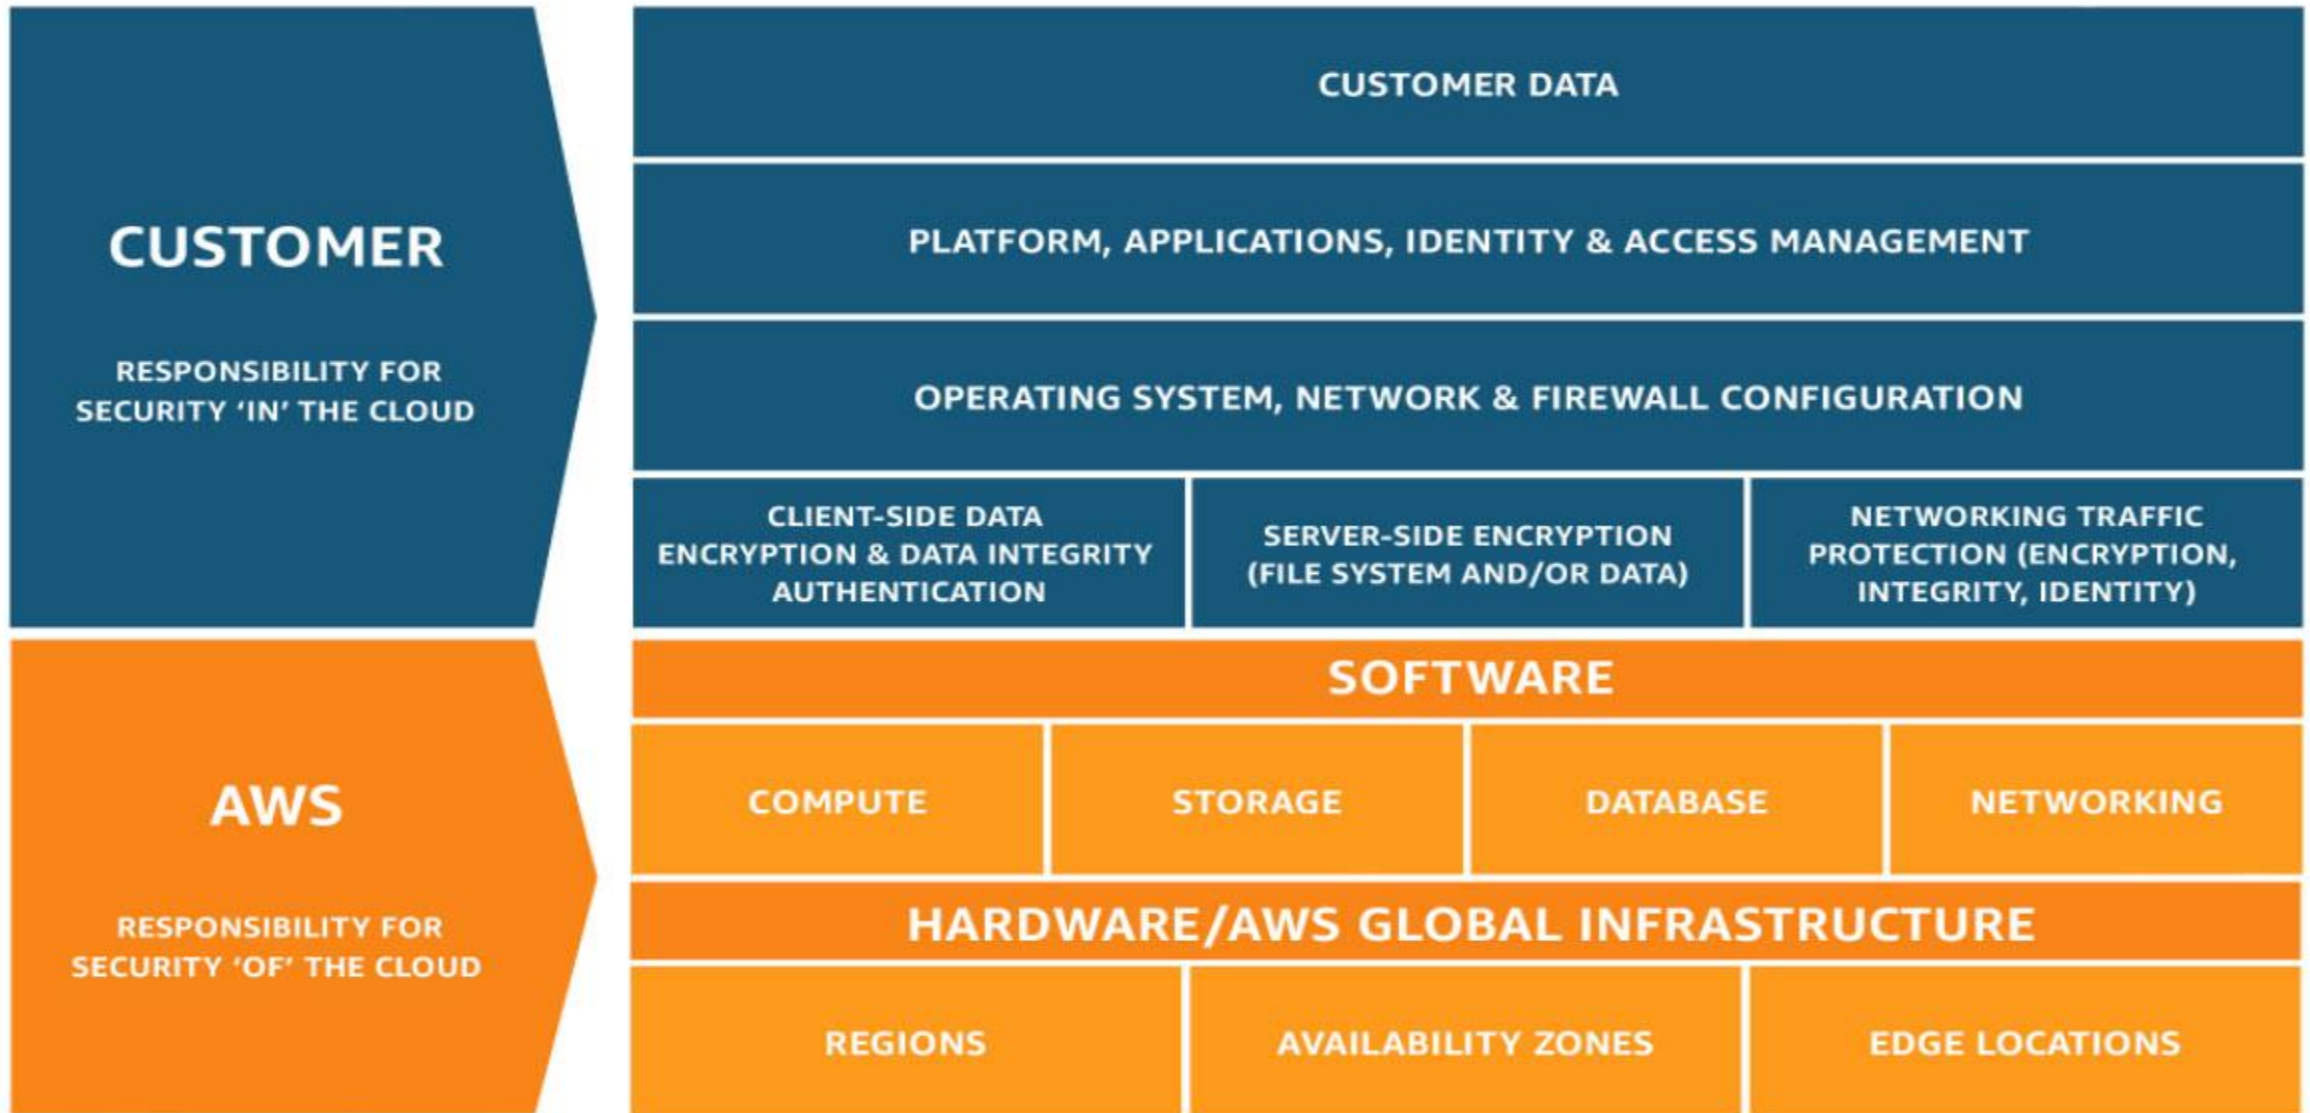 CUSTOMER
RESPONSIBILITY FOR
SECURITY ‘IN’ THE CLOUD
CUSTOMER DATA
PLATFORM, APPLICATIONS, IDENTITY & ACCESS MANAGEMENT
OPERATING SYSTEM, NETWORK & FIREWALL CONFIGURATION
CLIENT-SIDE DATA
ENCRYPTION & DATA INTEGRITY
AUTHENTICATION
SERVER-SIDE ENCRYPTION
(FILE SYSTEM AND/OR DATA)
NETWORKING TRAFFIC
PROTECTION (ENCRYPTION,
INTEGRITY, IDENTITY)
AWS
RESPONSIBILITY FOR
SECURITY ‘OF’ THE CLOUD
SOFTWARE
COMPUTE
STORAGE
DATABASE
NETWORKING
HARDWARE/AWS GLOBAL INFRASTRUCTURE
REGIONS
AVAILABILITY ZONES
EDGE LOCATIONS